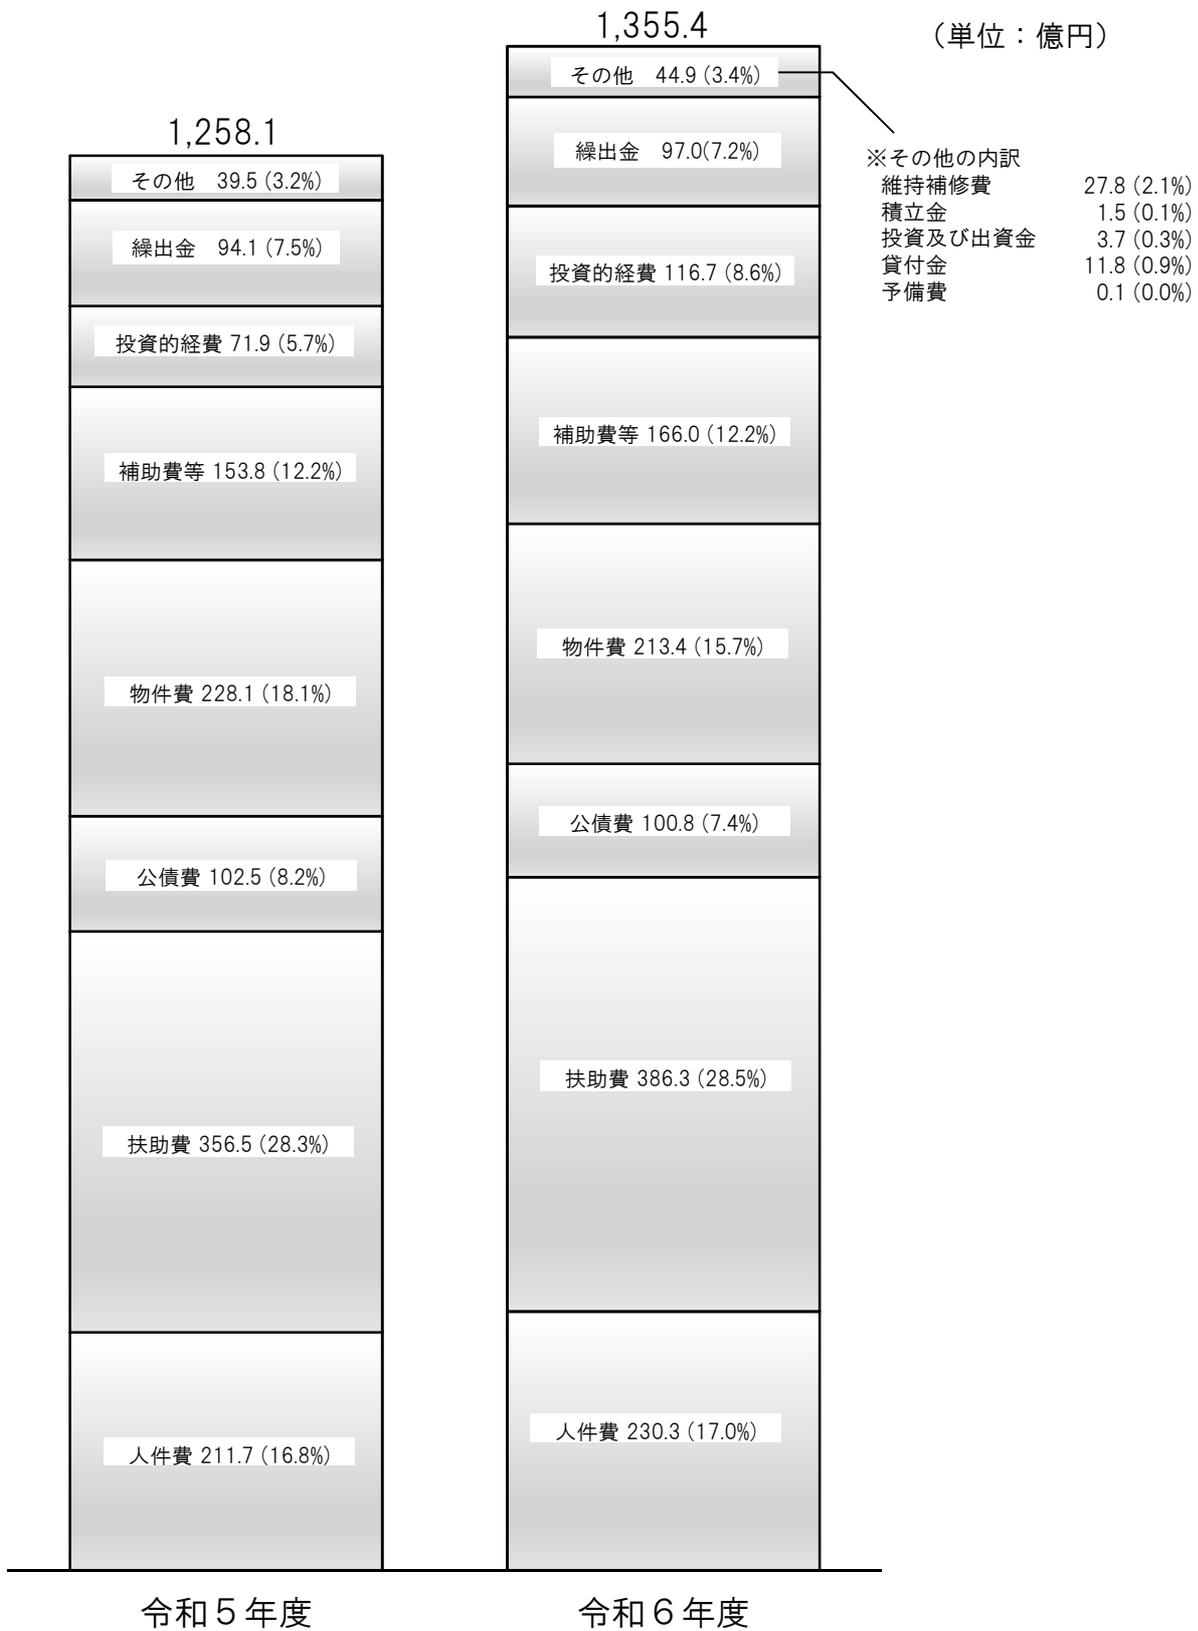 （単位：億円）
1,258.1
その他　39.5（3.2%）
繰出金　94.1（7.5%）
投資的経費 71.9（5.7%）
補助費等 153.8（12.2%）
物件費 228.1（18.1%）
公債費 102.5（8.2%）
扶助費 356.5（28.3%）
人件費 211.7（16.8%）
令和５年度
1,355.4
その他　44.9（3.4%）
繰出金　97.0(7.2%）
投資的経費 116.7（8.6%）
補助費等 166.0（12.2%）
物件費 213.4（15.7%）
公債費 100.8（7.4%）
扶助費 386.3（28.5%）
人件費 230.3（17.0%）
令和６年度
※その他の内訳
維持補修費　27.8（2.1%）
積立金　1.5（0.1%）
投資及び出資金　3.7（0.3%）
貸付金　11.8（0.9%）
予備費　0.1（0.0%）